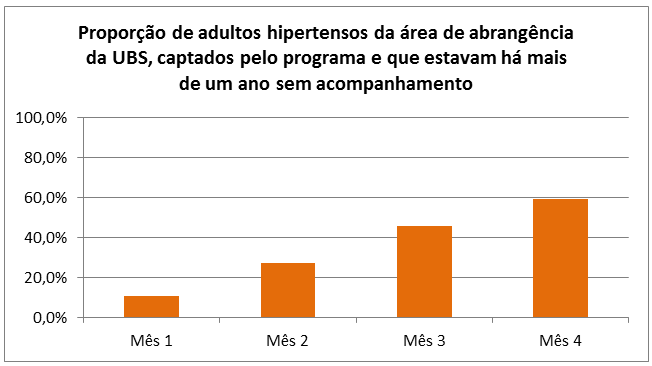 Proporção de adultos hipertensos da área de abrangência
da UBS, captados pelo programa e que estavam há mais
de um ano sem acompanhamento
100,0%
80,0%
60,0%
40,0%
20,0%
0,0%
Mês 1
Mês 2
Mês 3
Mês 4